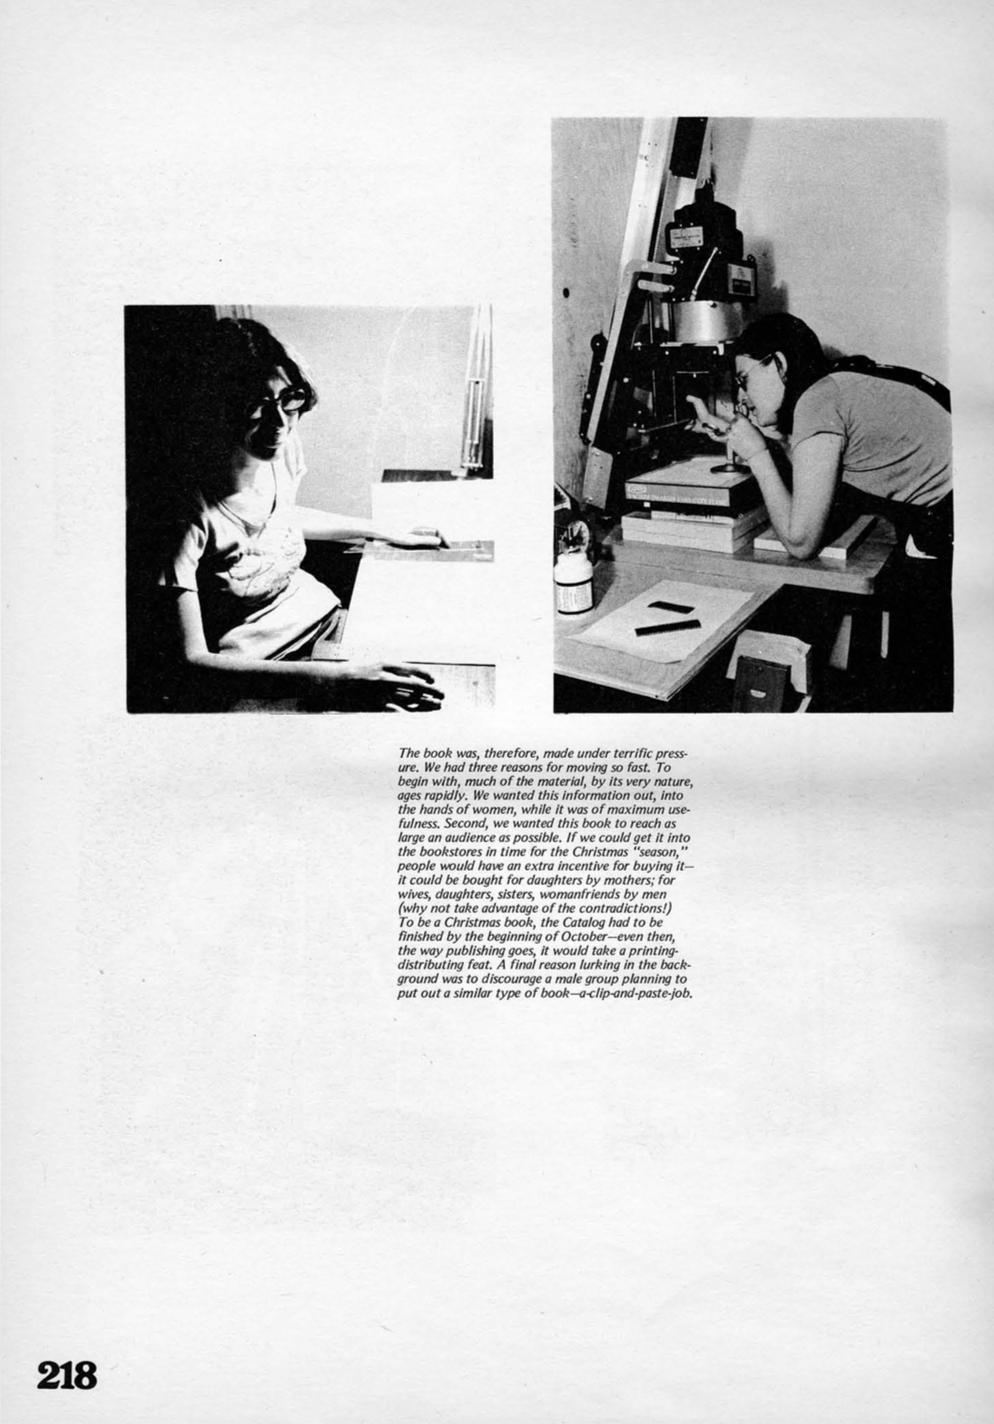 The book was, therefore, made under terrific press-
ure. We had three reasons for moving so fast. To
begin with, much of the material, by its very nature,
ages rapidly. We wanted this information out, into
the hands of women, while it was of maximum use-
fulness. Second, we wanted this book to reach as
large an audience as possible. If we could get it into
the bookstores in time for the Christmas "season,"
people would have an extra incentive for buying it—
it could be bought for daughters by mothers; for
wives, daughters, sisters, womanfriends by men
(why not take advantage of the contradictions!)
To be a Christmas book, the Catalog had to be
finished by the beginning of October—even then,
the way publishing goes, it would take a printing-
distributing feat. A final reason lurking in the back-
ground was to discourage a male group planning to
put out a similar type of book—a-clip-and-paste-job.
218